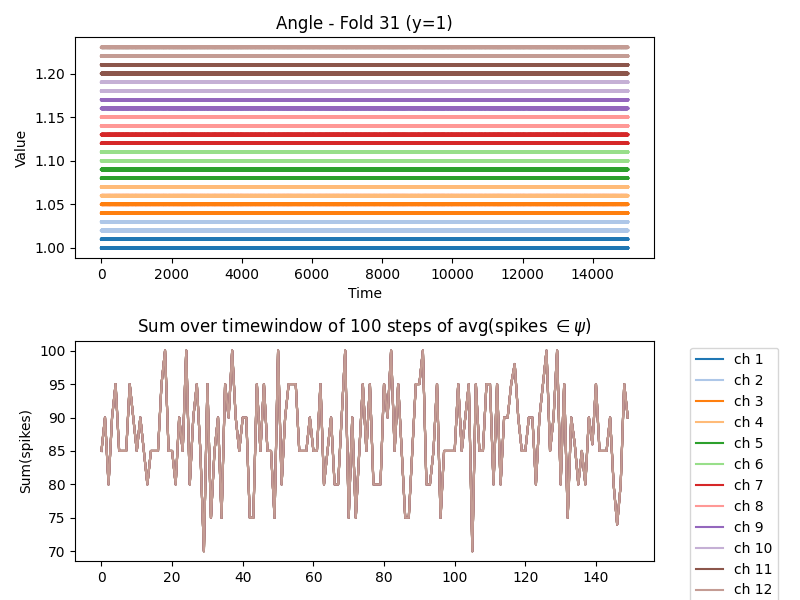 Angle - Fold 31 (y=1)
Value
1.20
1.15
1.10
1.05
1.00
0 2000 4000 6000 8000 10000 12000 14000
Time
Sum over timewindow of 100 steps of avg(spikes ∈ψ)
Sum(spikes)
100
95
90
85
80
75
70
0 20 40 60 80 100 120 140
ch 1
ch 2
ch 3
ch 4
ch 5
ch 6
ch 7
ch 8
ch 9
ch 10
ch 11
ch 12